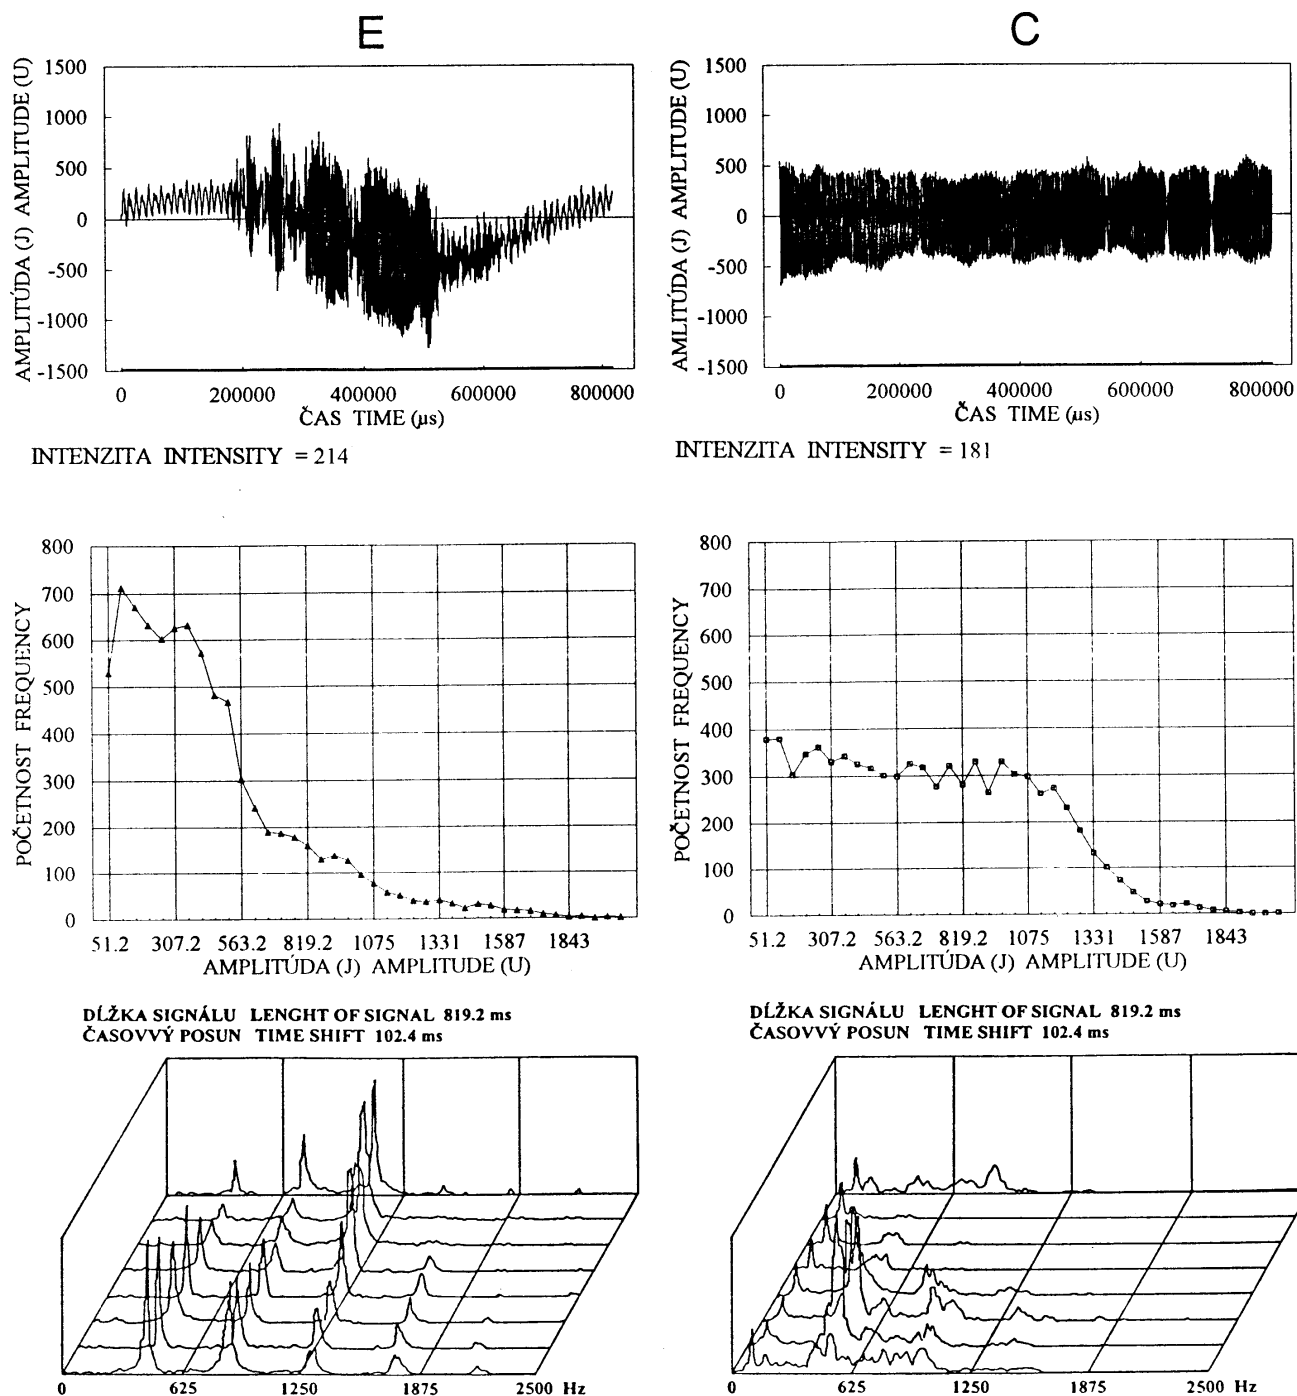 E
1500
1000
500
0
-500
-1000
-1500
AMPLITÚDA (J) AMPLITUDE (U)
0 200000 400000 600000 800000
ČAS TIME (µs)
INTENZITA INTENSITY = 214
C
1500
1000
500
0
-500
-1000
-1500
AMLITÚDA (J) AMPLITUDE (U)
0 200000 400000 600000 800000
ČAS TIME (µs)
INTENZITA INTENSITY = 181
800
700
600
500
400
300
200
100
0
POČETNOST FREQUENCY
51.2 307.2 563.2 819.2 1075 1331 1587 1843
AMPLITÚDA (J) AMPLITUDE (U)
800
700
600
500
400
300
200
100
0
POČETNOST FREQUENCY
51.2 307.2 563.2 819.2 1075 1331 1587 1843
AMPLITÚDA (J) AMPLITUDE (U)
DĹŽKA SIGNÁLU LENGHT OF SIGNAL 819.2 ms
ČASOVVÝ POSUN TIME SHIFT 102.4 ms
0 625 1250 1875 2500 Hz
DĹŽKA SIGNÁLU LENGHT OF SIGNAL 819.2 ms
ČASOVVÝ POSUN TIME SHIFT 102.4 ms
0 625 1250 1875 2500 Hz